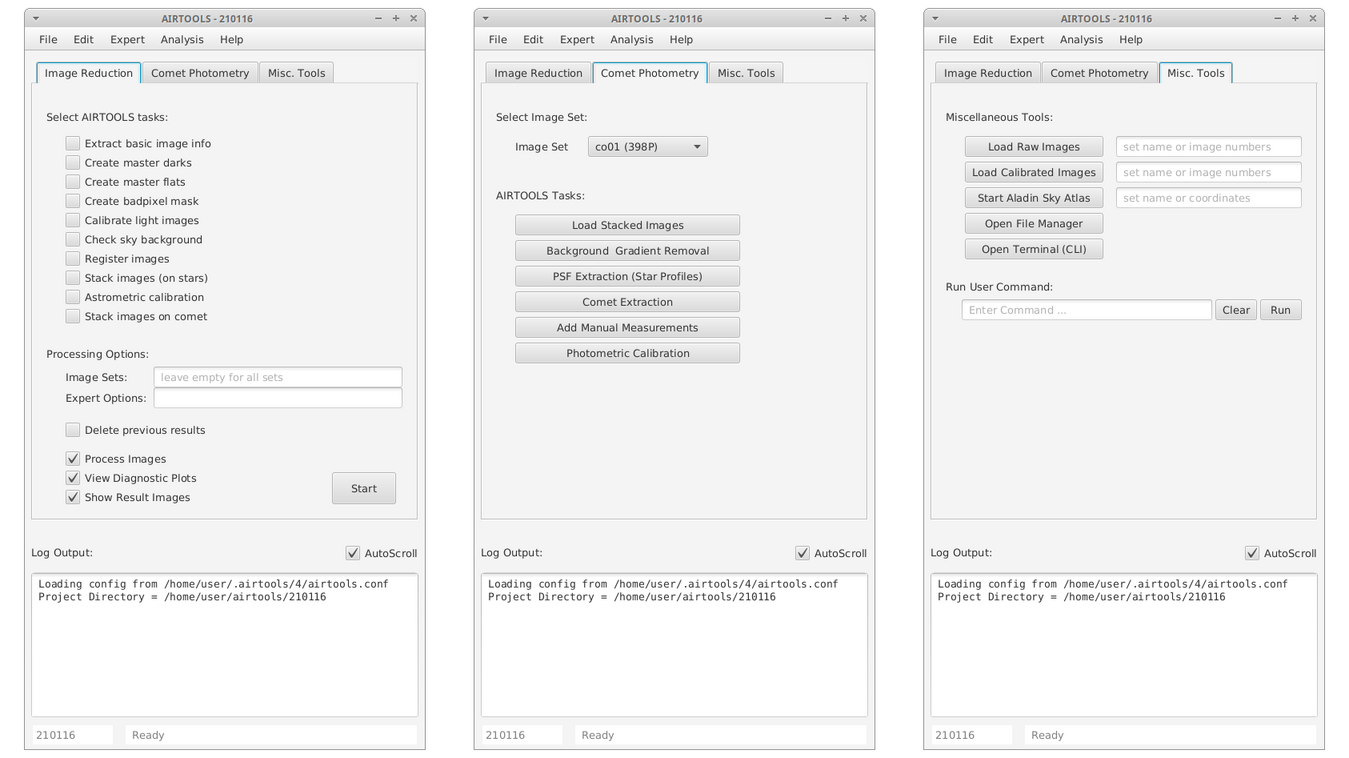 AIRTOOLS - 210116
File Edit Expert Analysis Help
Image Reduction Comet Photometry Misc. Tools
Select AIRTOOLS tasks:
Extract basic image info
Create master darks
Create master flats
Create badpixel mask
Calibrate light images
Check sky background
Register images
Stack images (on stars)
Astrometric calibration
Stack images on comet
Processing Options:
Image Sets: leave empty for all sets
Expert Options:
Delete previous results
Process Images
View Diagnostic Plots
Show Result Images
Start
Log Output: AutoScroll
Loading config from /home/user/.airtools/4/airtools.conf
Project Directory = /home/user/airtools/210116
210116 Ready
AIRTOOLS - 210116
File Edit Expert Analysis Help
Image Reduction Comet Photometry Misc. Tools
Select Image Set:
Image Set co01 (398P)
AIRTOOLS Tasks:
Load Stacked Images
Background Gradient Removal
PSF Extraction (Star Profiles)
Comet Extraction
Add Manual Measurements
Photometric Calibration
Log Output: AutoScroll
Loading config from /home/user/.airtools/4/airtools.conf
Project Directory = /home/user/airtools/210116
210116 Ready
AIRTOOLS - 210116
File Edit Expert Analysis Help
Image Reduction Comet Photometry Misc. Tools
Miscellaneous Tools:
Load Raw Images set name or image numbers
Load Calibrated Images set name or image numbers
Start Aladin Sky Atlas set name or coordinates
Open File Manager
Open Terminal (CLI)
Run User Command:
Enter Command ... Clear Run
Log Output: AutoScroll
Loading config from /home/user/.airtools/4/airtools.conf
Project Directory = /home/user/airtools/210116
210116 Ready